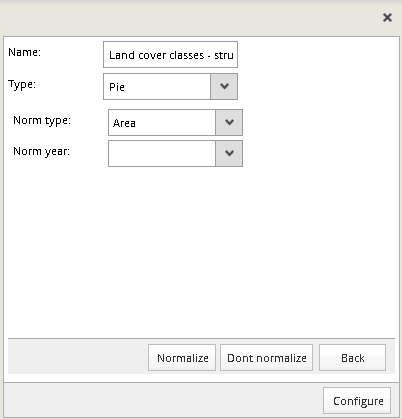 Name: Land cover classes - stru
Type: Pie
Norm type: Area
Norm year:
Normalize Dont normalize Back
Configure